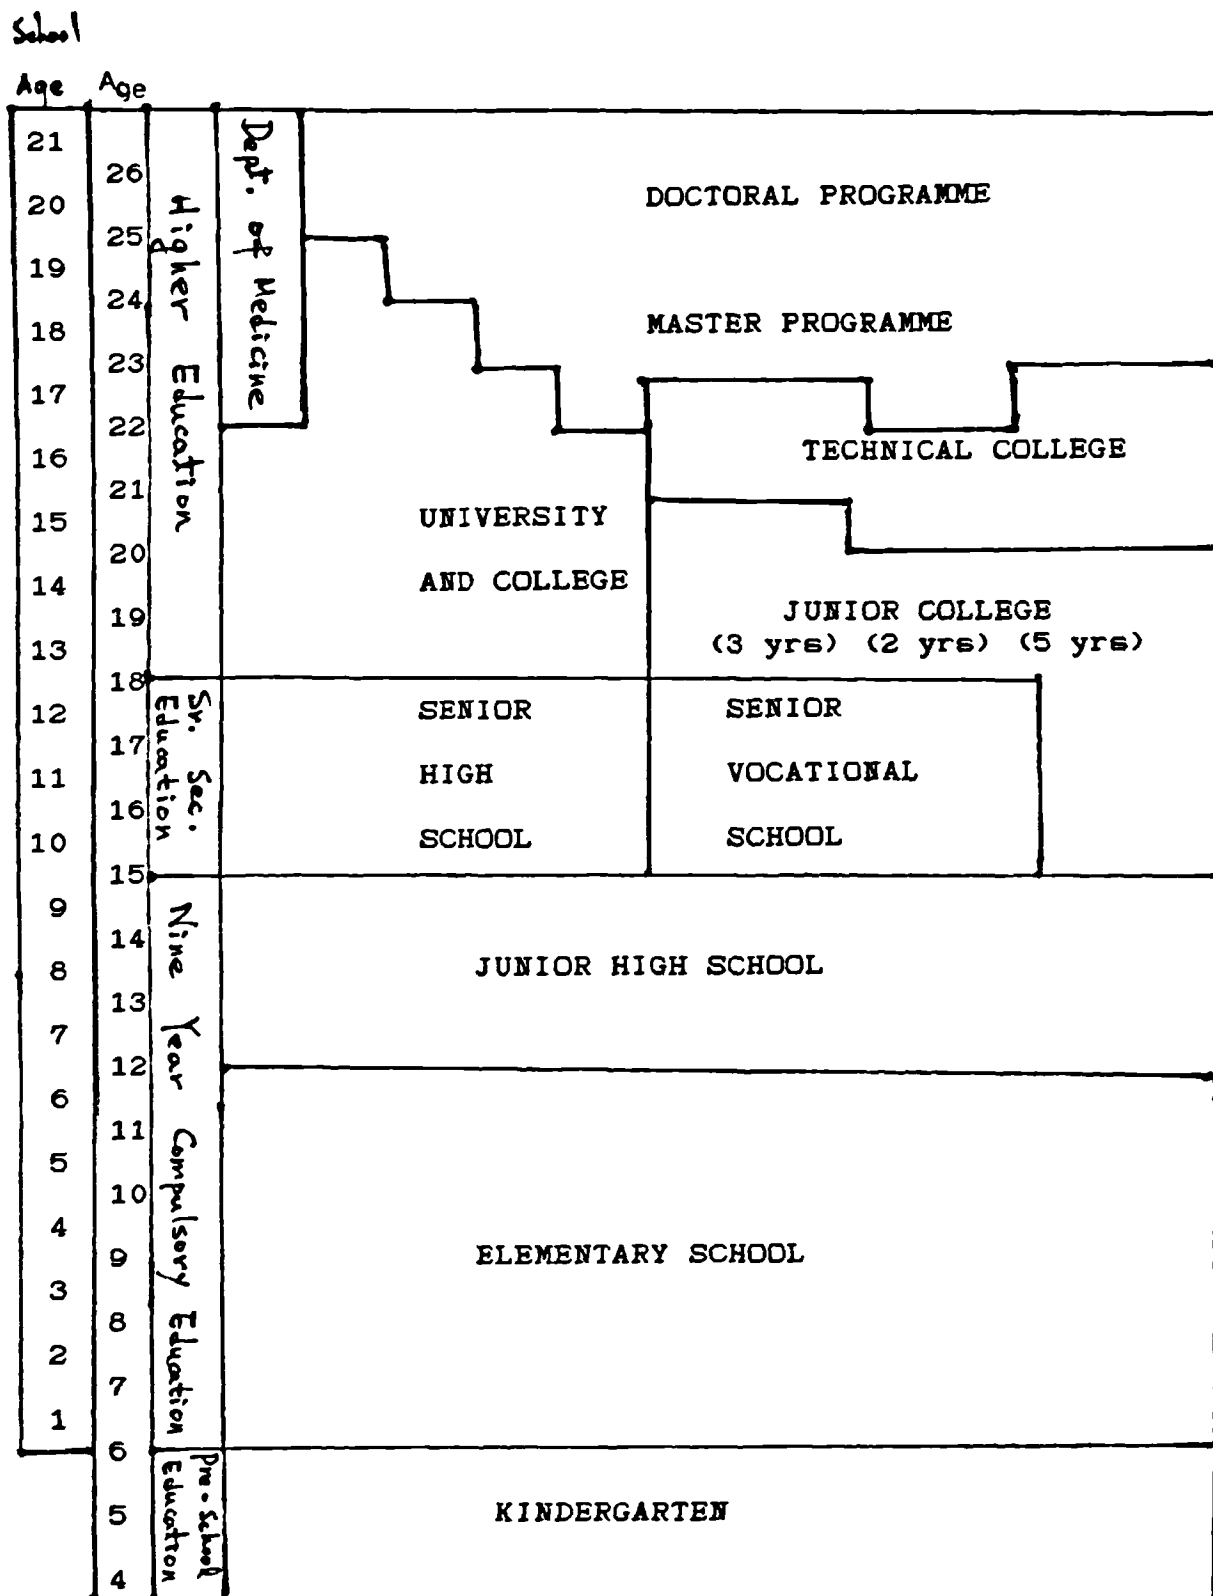 School
Age Age
21
26
20
25
19
24
18
23
17
22
16
21
15
20
14
19
13
18
12
17
11
16
10
15
9
14
8
13
7
12
6
11
5
10
4
9
3
8
2
7
1
6
5
4
Higher Education
Sr. Sec.
Education
Nine Year Compulsory Education
Pre-School
Education
Dept. of Medicine
DOCTORAL PROGRAMME
MASTER PROGRAMME
TECHNICAL COLLEGE
UNIVERSITY
AND COLLEGE
JUNIOR COLLEGE
(3 yrs) (2 yrs) (5 yrs)
SENIOR
HIGH
SCHOOL
SENIOR
VOCATIONAL
SCHOOL
JUNIOR HIGH SCHOOL
ELEMENTARY SCHOOL
KINDERGARTEN